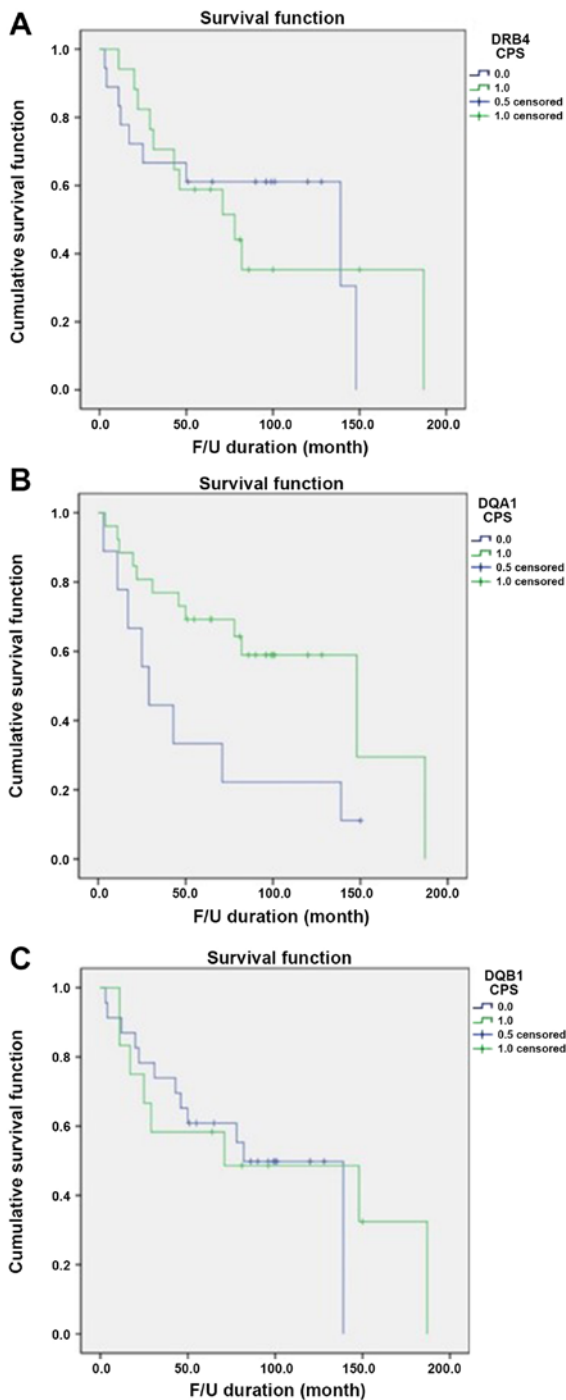 A
Survival function
DRB4
CPS
0.0
1.0
0.5 censored
1.0 censored
Cumulative survival function
1.0
0.8
0.6
0.4
0.2
0.0
0.0 50.0 100.0 150.0 200.0
F/U duration (month)
B
Survival function
DQA1
CPS
0.0
1.0
0.5 censored
1.0 censored
Cumulative survival function
1.0
0.8
0.6
0.4
0.2
0.0
0.0 50.0 100.0 150.0 200.0
F/U duration (month)
C
Survival function
DQB1
CPS
0.0
1.0
0.5 censored
1.0 censored
Cumulative survival function
1.0
0.8
0.6
0.4
0.2
0.0
0.0 50.0 100.0 150.0 200.0
F/U duration (month)